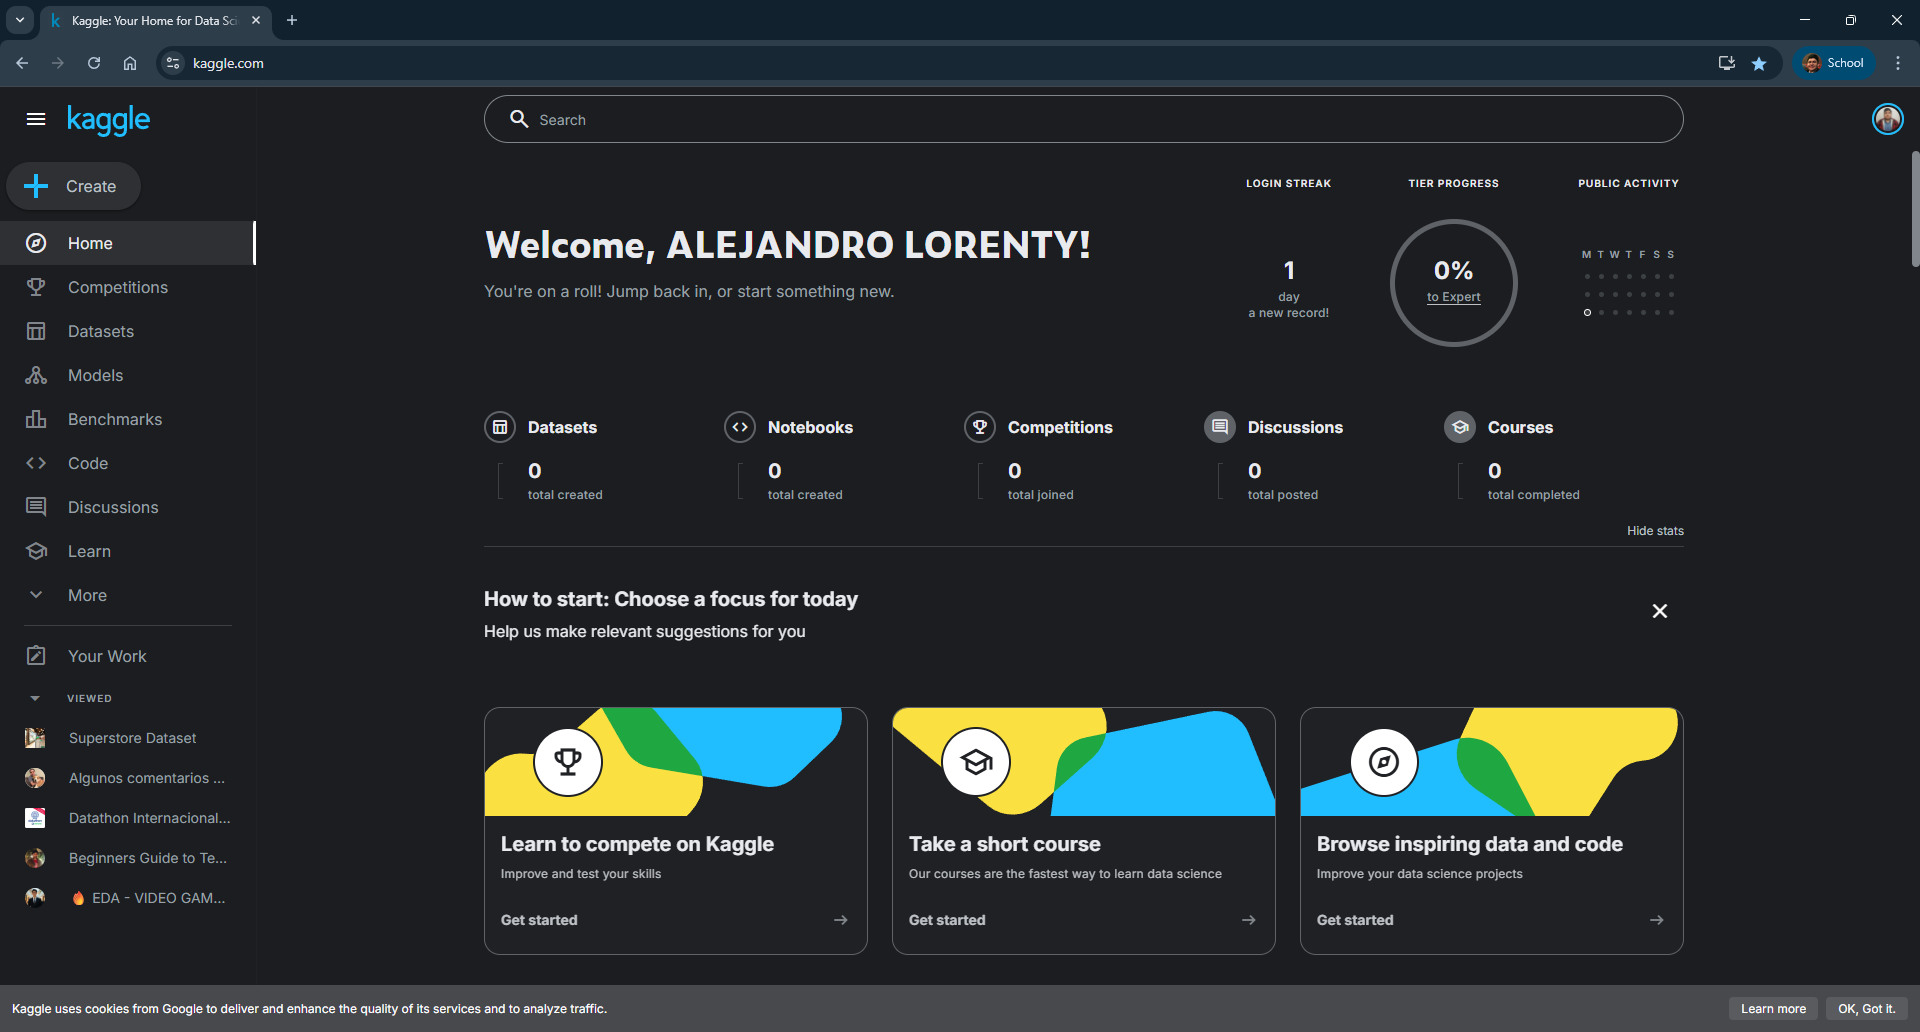 Kaggle: Your Home for Data Sci
kaggle.com
School
kaggle
Search
Create
Home
Competitions
Datasets
Models
Benchmarks
Code
Discussions
Learn
More
Your Work
VIEWED
Superstore Dataset
Algunos comentarios ...
Datathon Internacional...
Beginners Guide to Te...
🔥 EDA - VIDEO GAM...
Welcome, ALEJANDRO LORENTY!
You're on a roll! Jump back in, or start something new.
LOGIN STREAK
1
day
a new record!
TIER PROGRESS
0%
to Expert
PUBLIC ACTIVITY
M T W T F S S
Datasets
0
total created
Notebooks
0
total created
Competitions
0
total joined
Discussions
0
total posted
Courses
0
total completed
Hide stats
How to start: Choose a focus for today
Help us make relevant suggestions for you
Learn to compete on Kaggle
Improve and test your skills
Get started
Take a short course
Our courses are the fastest way to learn data science
Get started
Browse inspiring data and code
Improve your data science projects
Get started
Kaggle uses cookies from Google to deliver and enhance the quality of its services and to analyze traffic.
Learn more
OK, Got it.